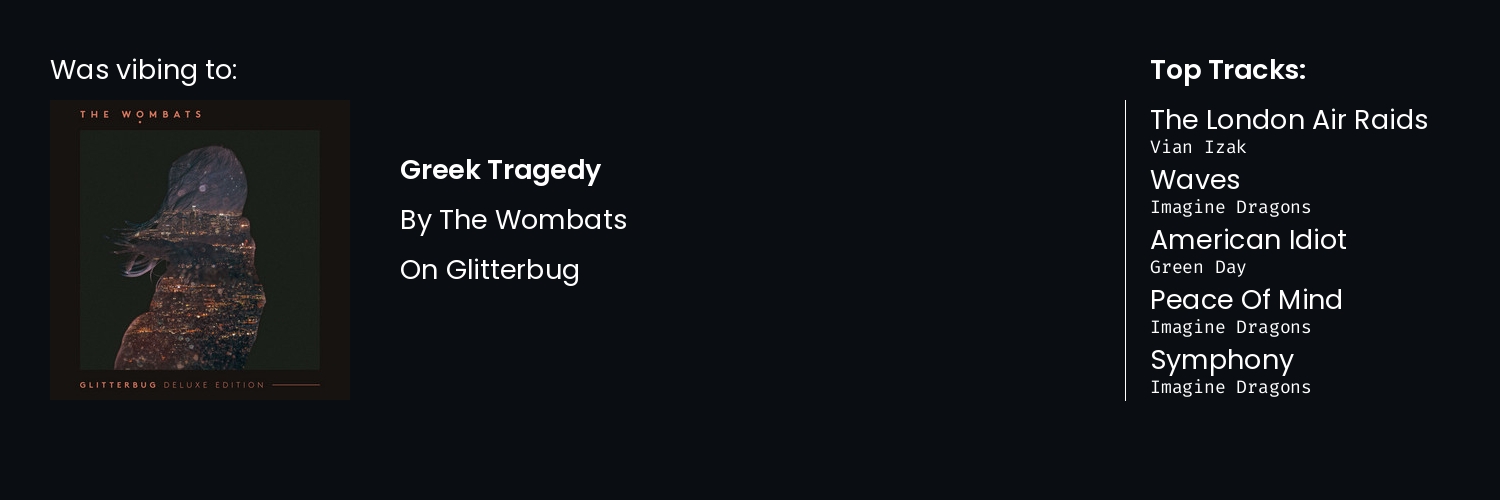 Was vibing to:
THE WOMBATS
GLITTERBUG DELUXE EDITION
Greek Tragedy
By The Wombats
On Glitterbug
Top Tracks:
The London Air Raids
Vian Izak
Waves
Imagine Dragons
American Idiot
Green Day
Peace Of Mind
Imagine Dragons
Symphony
Imagine Dragons